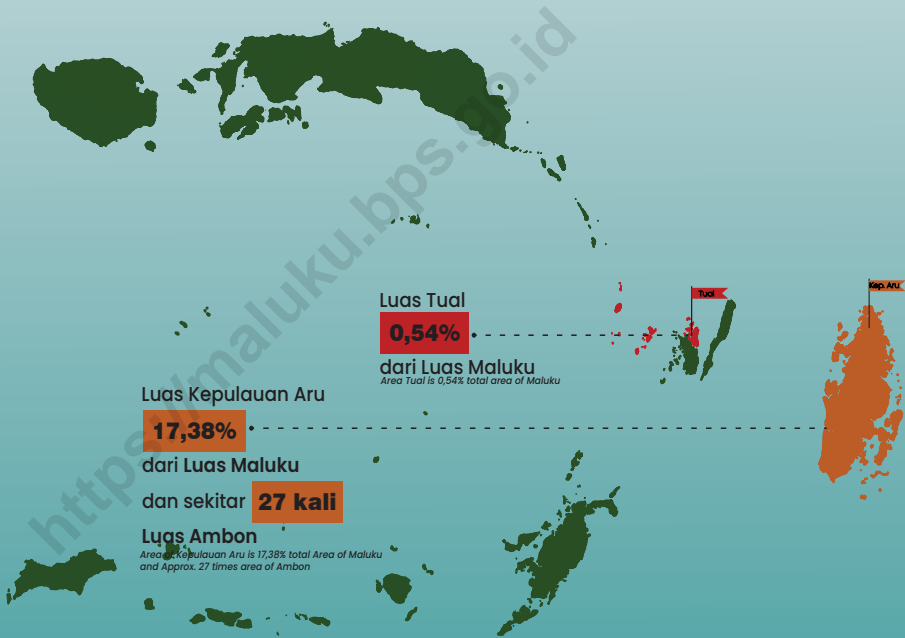 https://maluku.bps.go.id
Tual
Kep. Aru
Luas Tual
0,54%
dari Luas Maluku
Area Tual is 0,54% total area of Maluku
Luas Kepulauan Aru
17,38%
dari Luas Maluku
dan sekitar 27 kali
Luas Ambon
Area of Kepulauan Aru is 17,38% total Area of Maluku
and Approx. 27 times area of Ambon